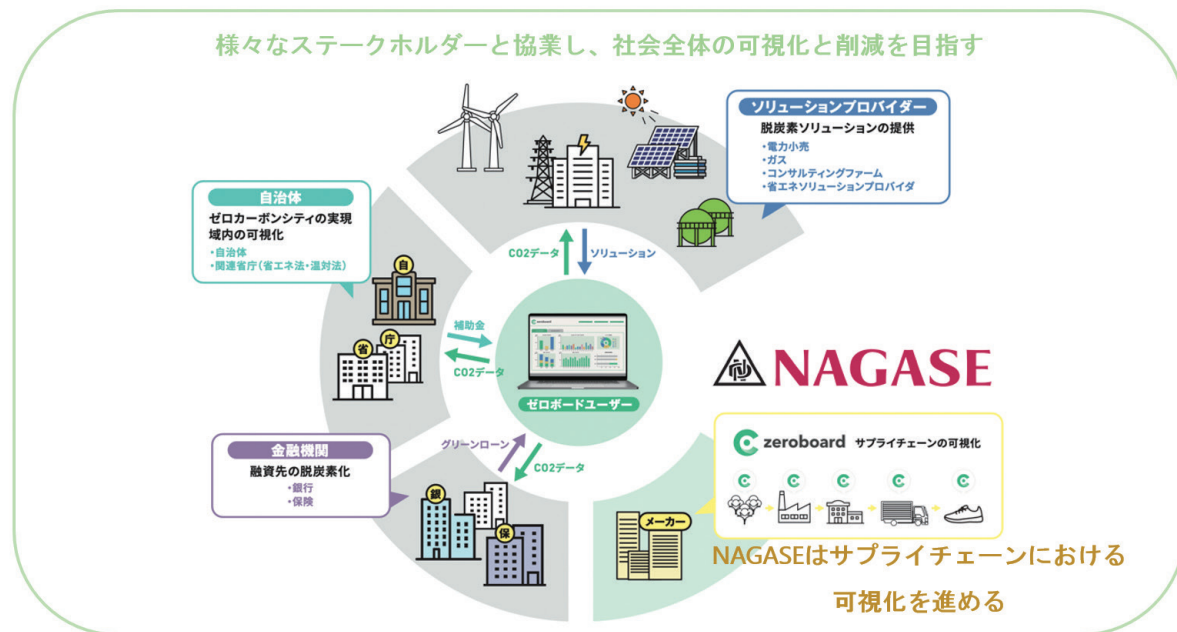 様々なステークホルダーと協業し、社会全体の可視化と削減を目指す
ソリューションプロバイダー
脱炭素ソリューションの提供
・電力小売
・ガス
・コンサルティングファーム
・省エネソリューションプロバイダ
自治体
ゼロカーボンシティの実現
域内の可視化
・自治体
・関連省庁(省エネ法・温対法)
自
省
庁
CO2データ
ソリューション
補助金
CO2データ
zeroboard
ゼロボードユーザー
NAGASE
金融機関
融資先の脱炭素化
・銀行
・保険
グリーンローン
CO2データ
銀
保
メーカー
zeroboard サプライチェーンの可視化
NAGASEはサプライチェーンにおける
可視化を進める